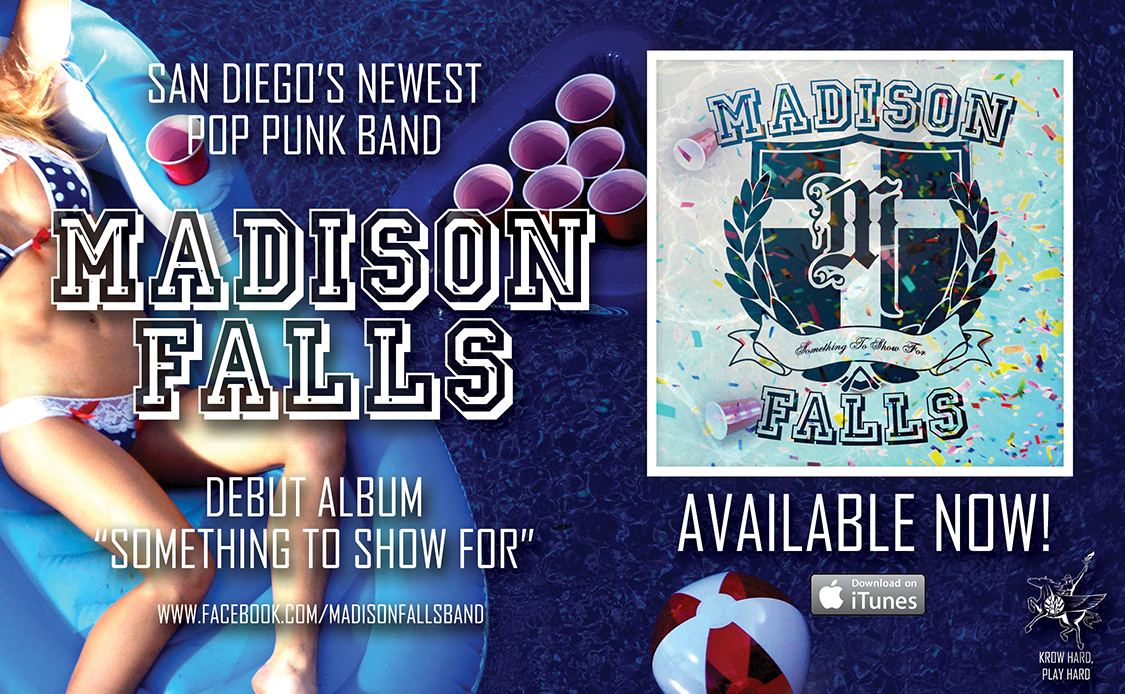 SAN DIEGO'S NEWEST
POP PUNK BAND
MADISON
FALLS
DEBUT ALBUM
“SOMETHING TO SHOW FOR”
WWW.FACEBOOK.COM/MADISONFALLSBAND
MADISON
Something To Show For
FALLS
AVAILABLE NOW!
Download on
iTunes
KROW HARD,
PLAY HARD